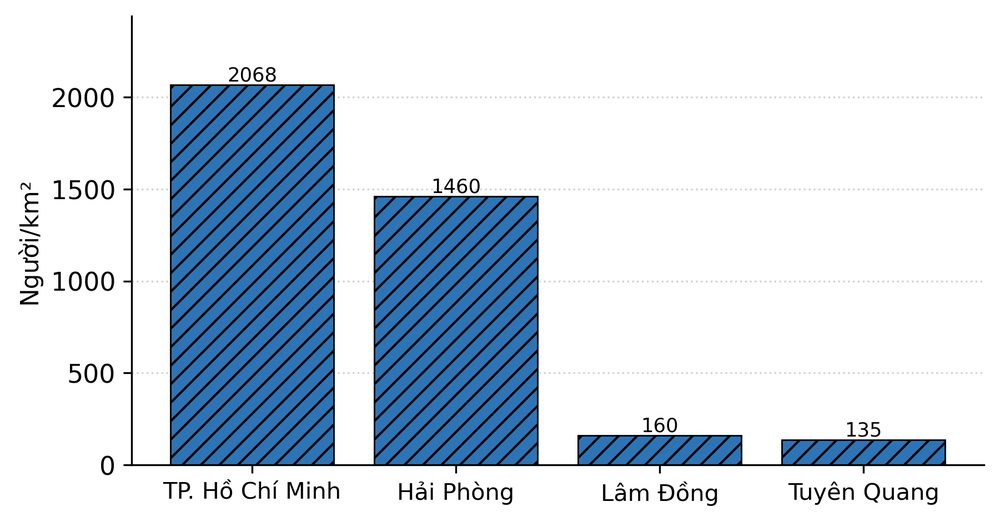 Người/km²
2000
1500
1000
500
0
2068
1460
160
135
TP. Hồ Chí Minh
Hải Phòng
Lâm Đồng
Tuyên Quang